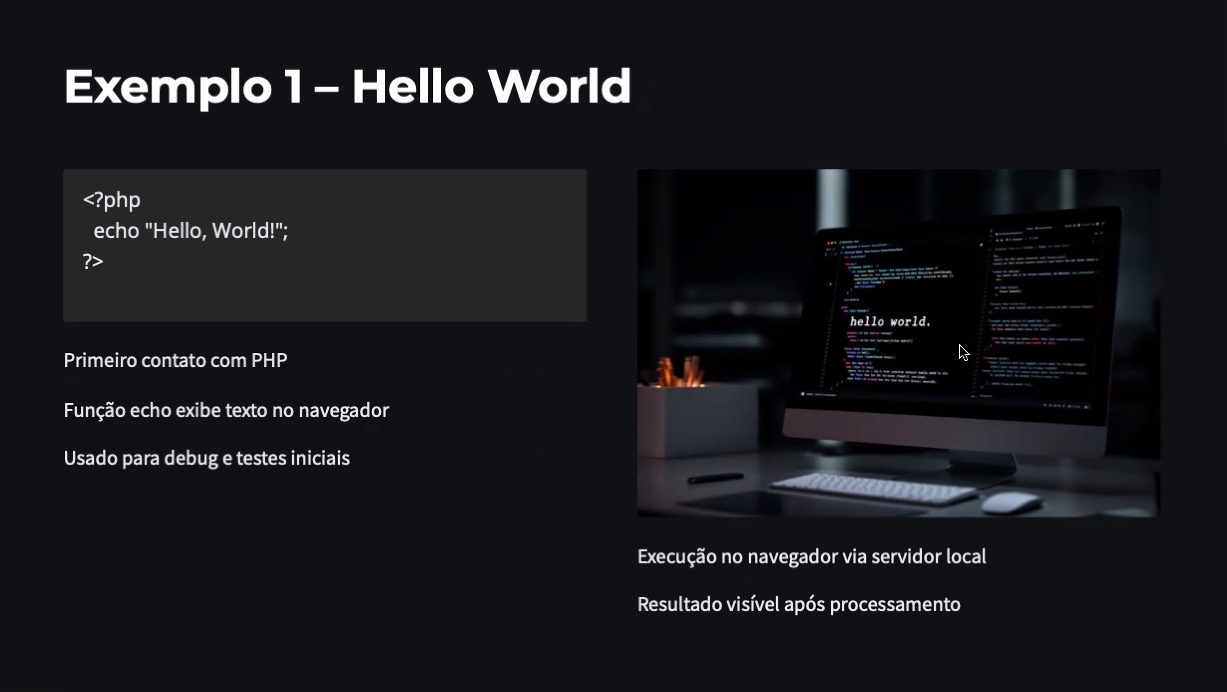 Exemplo 1 – Hello World
<?php
echo "Hello, World!";
?>
Primeiro contato com PHP
Função echo exibe texto no navegador
Usado para debug e testes iniciais
hello world.
Execução no navegador via servidor local
Resultado visível após processamento